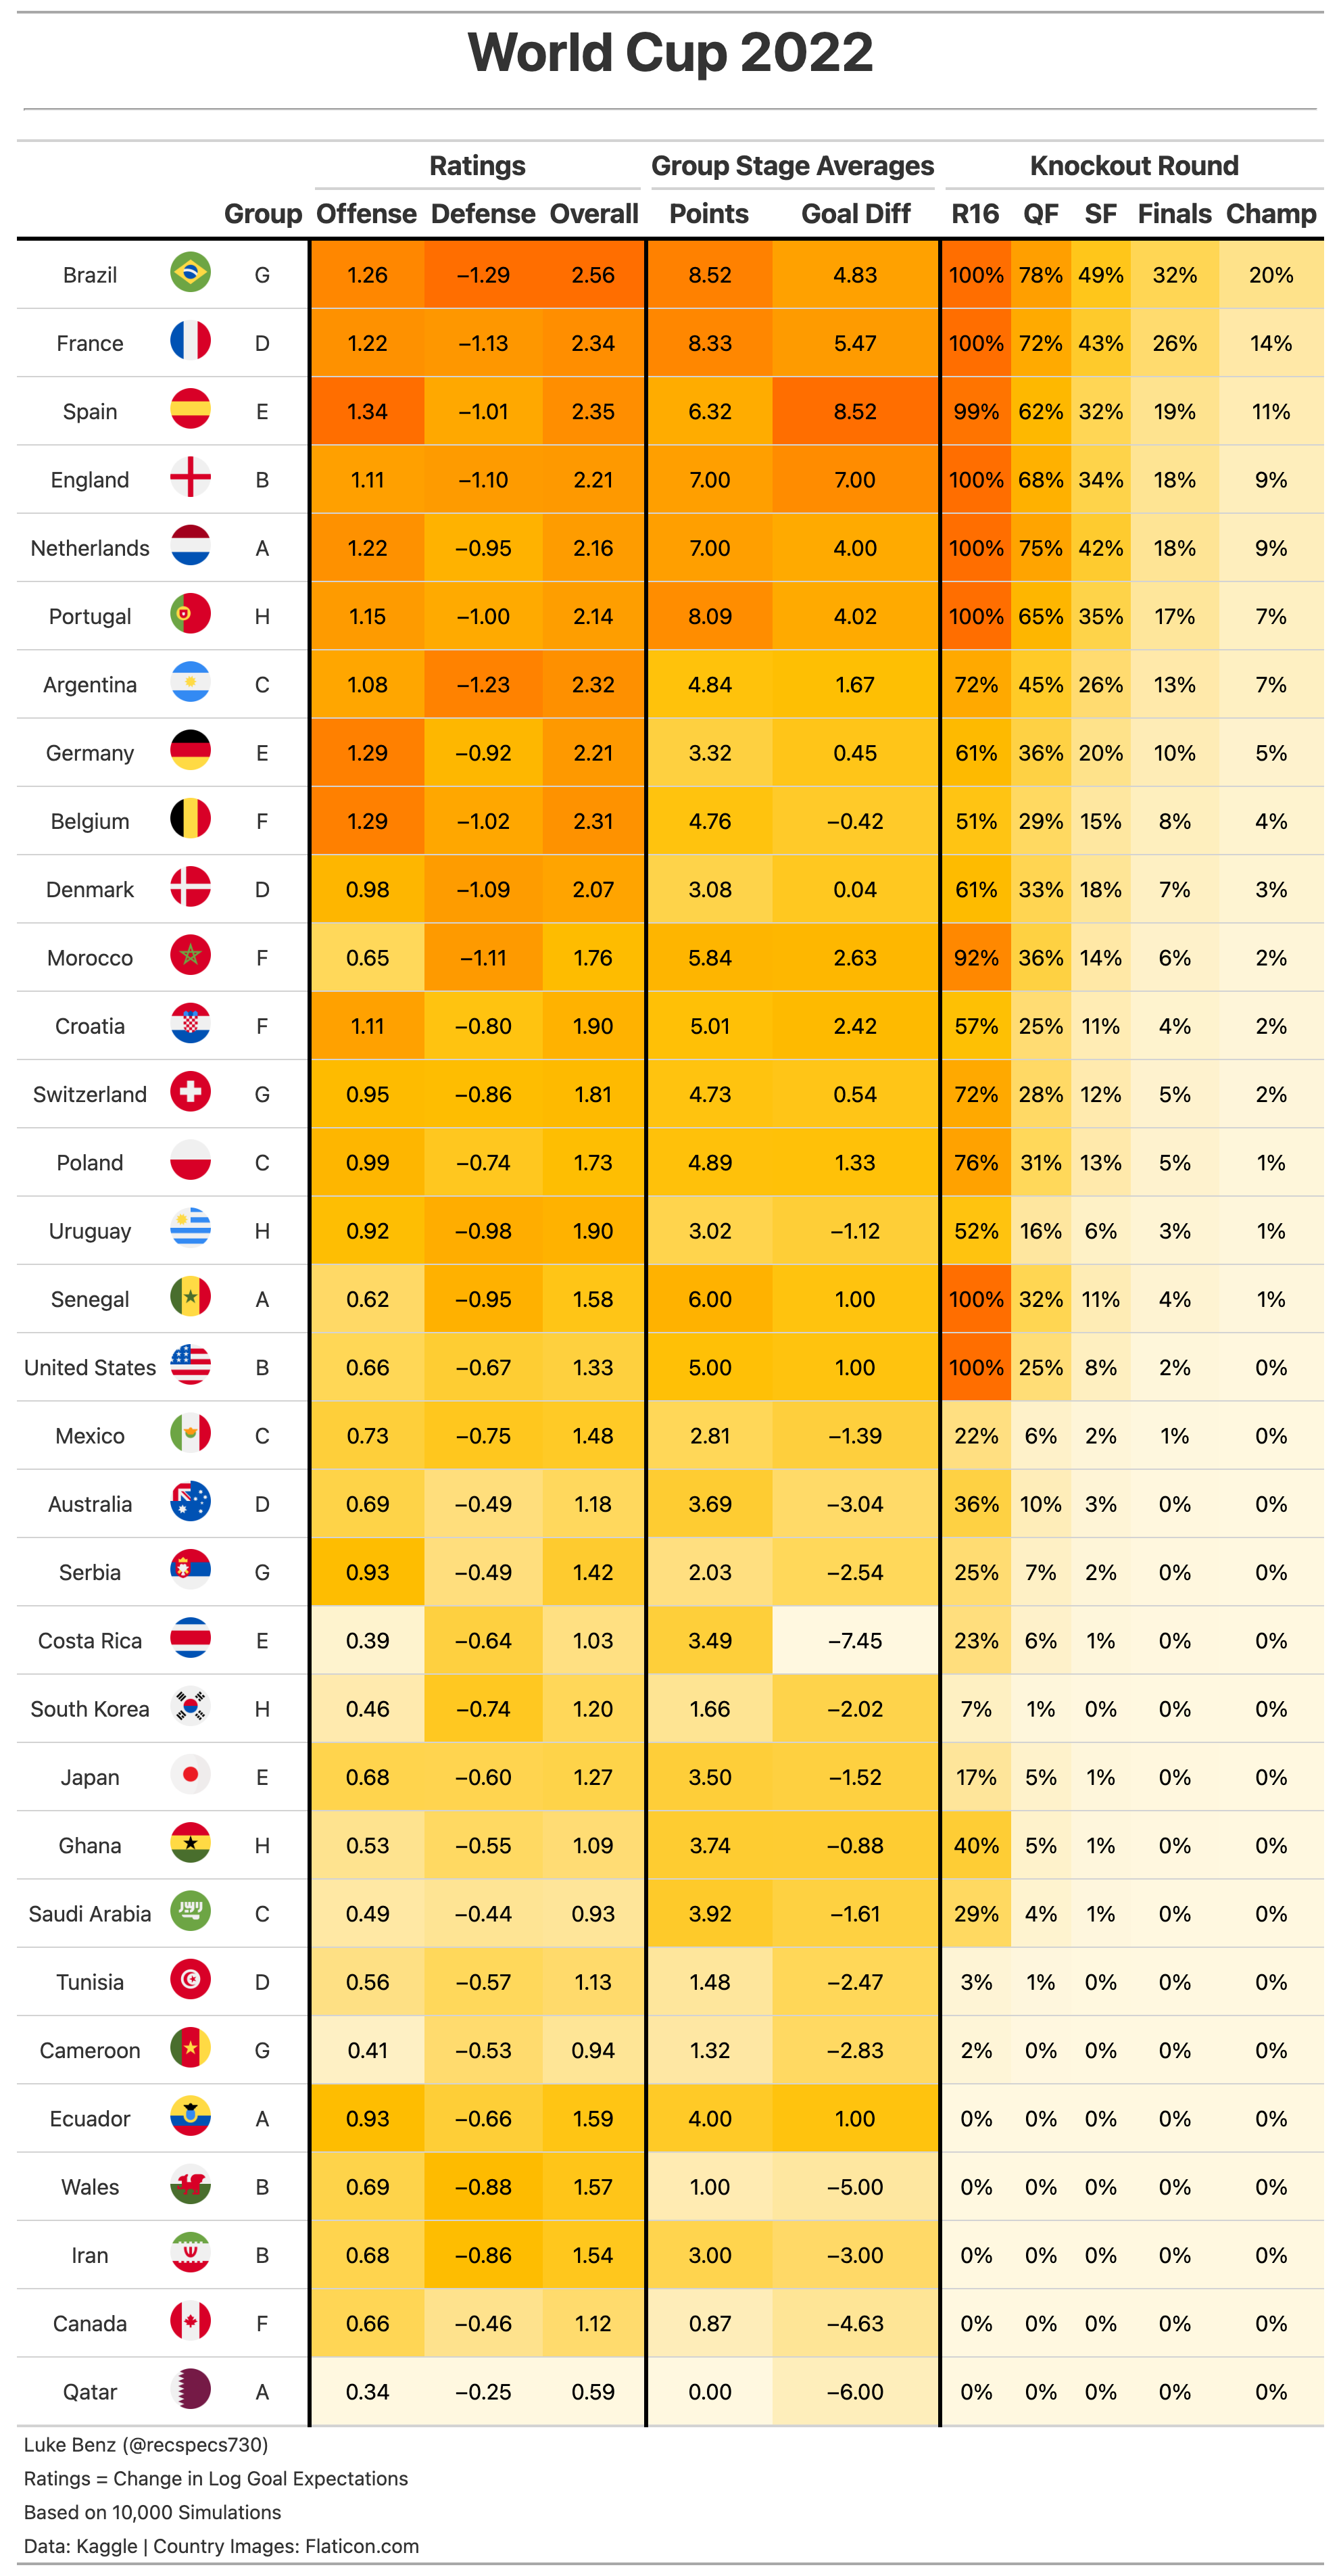 World Cup 2022
Ratings Group Stage Averages Knockout Round
Group Offense Defense Overall Points Goal Diff R16 QF SF Finals Champ
Brazil G 1.26 −1.29 2.56 8.52 4.83 100% 78% 49% 32% 20%
France D 1.22 −1.13 2.34 8.33 5.47 100% 72% 43% 26% 14%
Spain E 1.34 −1.01 2.35 6.32 8.52 99% 62% 32% 19% 11%
England B 1.11 −1.10 2.21 7.00 7.00 100% 68% 34% 18% 9%
Netherlands A 1.22 −0.95 2.16 7.00 4.00 100% 75% 42% 18% 9%
Portugal H 1.15 −1.00 2.14 8.09 4.02 100% 65% 35% 17% 7%
Argentina C 1.08 −1.23 2.32 4.84 1.67 72% 45% 26% 13% 7%
Germany E 1.29 −0.92 2.21 3.32 0.45 61% 36% 20% 10% 5%
Belgium F 1.29 −1.02 2.31 4.76 −0.42 51% 29% 15% 8% 4%
Denmark D 0.98 −1.09 2.07 3.08 0.04 61% 33% 18% 7% 3%
Morocco F 0.65 −1.11 1.76 5.84 2.63 92% 36% 14% 6% 2%
Croatia F 1.11 −0.80 1.90 5.01 2.42 57% 25% 11% 4% 2%
Switzerland G 0.95 −0.86 1.81 4.73 0.54 72% 28% 12% 5% 2%
Poland C 0.99 −0.74 1.73 4.89 1.33 76% 31% 13% 5% 1%
Uruguay H 0.92 −0.98 1.90 3.02 −1.12 52% 16% 6% 3% 1%
Senegal A 0.62 −0.95 1.58 6.00 1.00 100% 32% 11% 4% 1%
United States B 0.66 −0.67 1.33 5.00 1.00 100% 25% 8% 2% 0%
Mexico C 0.73 −0.75 1.48 2.81 −1.39 22% 6% 2% 1% 0%
Australia D 0.69 −0.49 1.18 3.69 −3.04 36% 10% 3% 0% 0%
Serbia G 0.93 −0.49 1.42 2.03 −2.54 25% 7% 2% 0% 0%
Costa Rica E 0.39 −0.64 1.03 3.49 −7.45 23% 6% 1% 0% 0%
South Korea H 0.46 −0.74 1.20 1.66 −2.02 7% 1% 0% 0% 0%
Japan E 0.68 −0.60 1.27 3.50 −1.52 17% 5% 1% 0% 0%
Ghana H 0.53 −0.55 1.09 3.74 −0.88 40% 5% 1% 0% 0%
Saudi Arabia C 0.49 −0.44 0.93 3.92 −1.61 29% 4% 1% 0% 0%
Tunisia D 0.56 −0.57 1.13 1.48 −2.47 3% 1% 0% 0% 0%
Cameroon G 0.41 −0.53 0.94 1.32 −2.83 2% 0% 0% 0% 0%
Ecuador A 0.93 −0.66 1.59 4.00 1.00 0% 0% 0% 0% 0%
Wales B 0.69 −0.88 1.57 1.00 −5.00 0% 0% 0% 0% 0%
Iran B 0.68 −0.86 1.54 3.00 −3.00 0% 0% 0% 0% 0%
Canada F 0.66 −0.46 1.12 0.87 −4.63 0% 0% 0% 0% 0%
Qatar A 0.34 −0.25 0.59 0.00 −6.00 0% 0% 0% 0% 0%
Luke Benz (@recspecs730)
Ratings = Change in Log Goal Expectations
Based on 10,000 Simulations
Data: Kaggle | Country Images: Flaticon.com